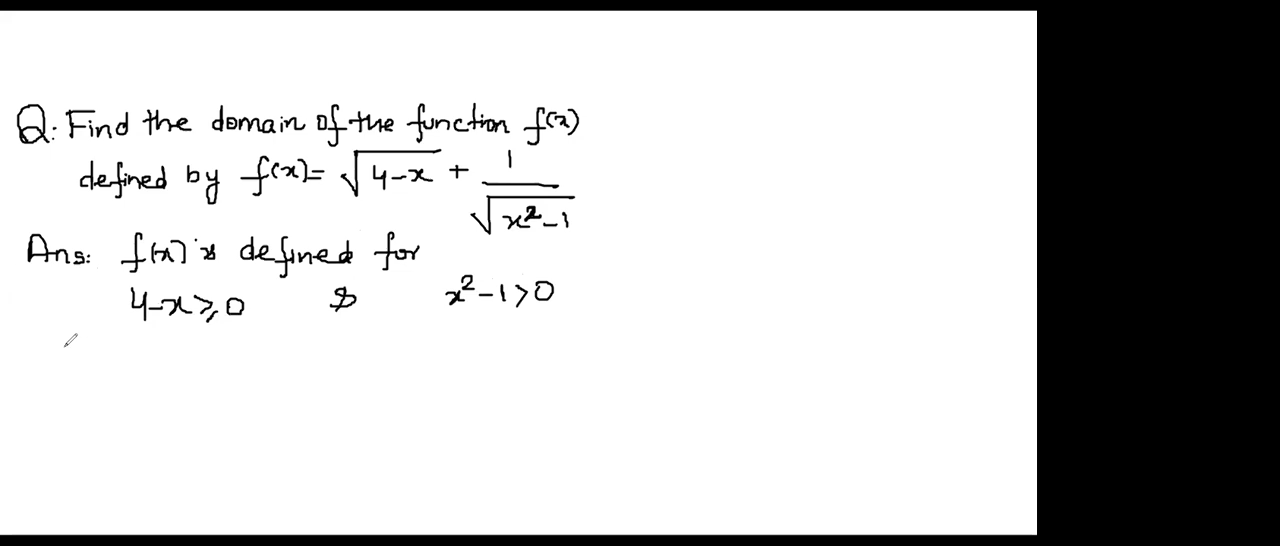 Q: Find the domain of the function f(x)
defined by f(x)= √(4-x) + 1/√(x²-1)
Ans: f(x) is defined for
4-x ≥ 0 & x²-1>0